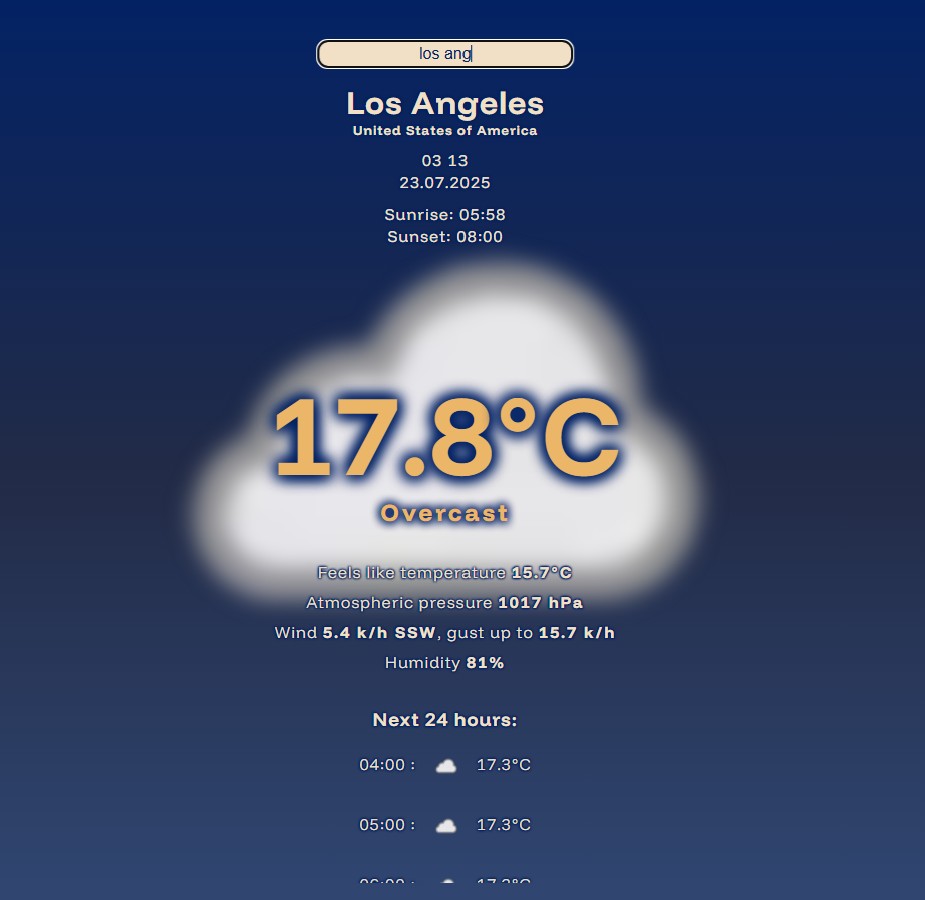 los ang
Los Angeles
United States of America
03 13
23.07.2025
Sunrise: 05:58
Sunset: 08:00
17.8°C
Overcast
Feels like temperature 15.7°C
Atmospheric pressure 1017 hPa
Wind 5.4 k/h SSW, gust up to 15.7 k/h
Humidity 81%
Next 24 hours:
04:00 : 17.3°C
05:00 : 17.3°C